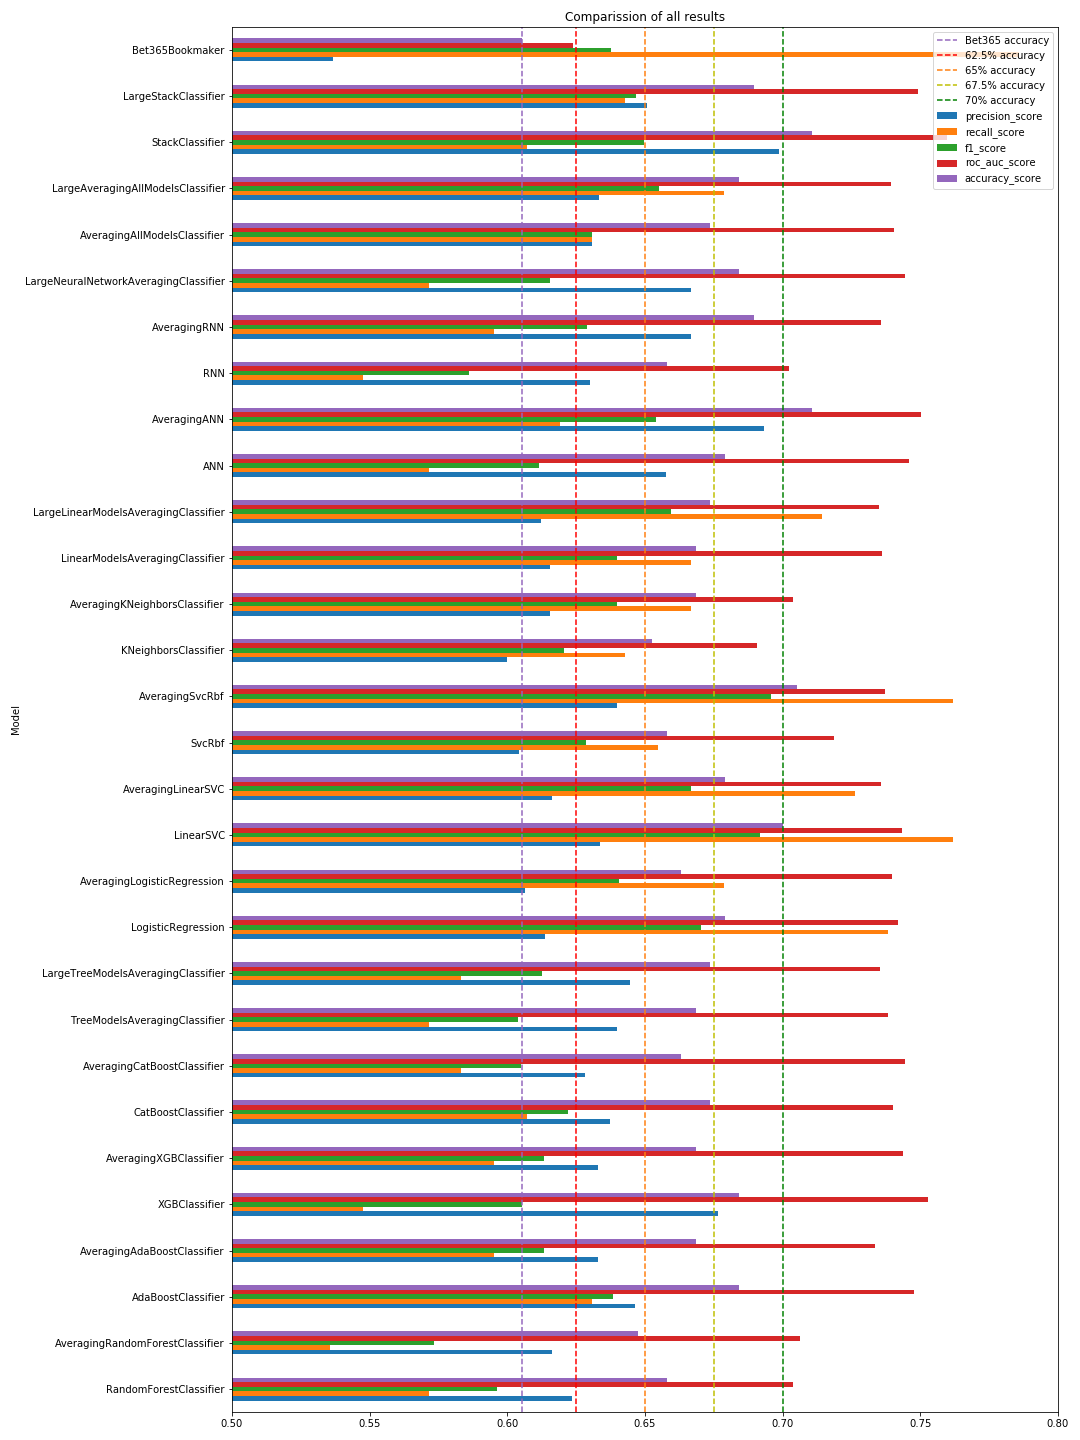 Comparission of all results
Bet365Bookmaker
LargeStackClassifier
StackClassifier
LargeAveragingAllModelsClassifier
AveragingAllModelsClassifier
LargeNeuralNetworkAveragingClassifier
AveragingRNN
RNN
AveragingANN
ANN
LargeLinearModelsAveragingClassifier
LinearModelsAveragingClassifier
AveragingKNeighborsClassifier
KNeighborsClassifier
AveragingSvcRbf
SvcRbf
AveragingLinearSVC
LinearSVC
AveragingLogisticRegression
LogisticRegression
LargeTreeModelsAveragingClassifier
TreeModelsAveragingClassifier
AveragingCatBoostClassifier
CatBoostClassifier
AveragingXGBClassifier
XGBClassifier
AveragingAdaBoostClassifier
AdaBoostClassifier
AveragingRandomForestClassifier
RandomForestClassifier
Model
Bet365 accuracy
62.5% accuracy
65% accuracy
67.5% accuracy
70% accuracy
precision_score
recall_score
f1_score
roc_auc_score
accuracy_score
0.50 0.55 0.60 0.65 0.70 0.75 0.80